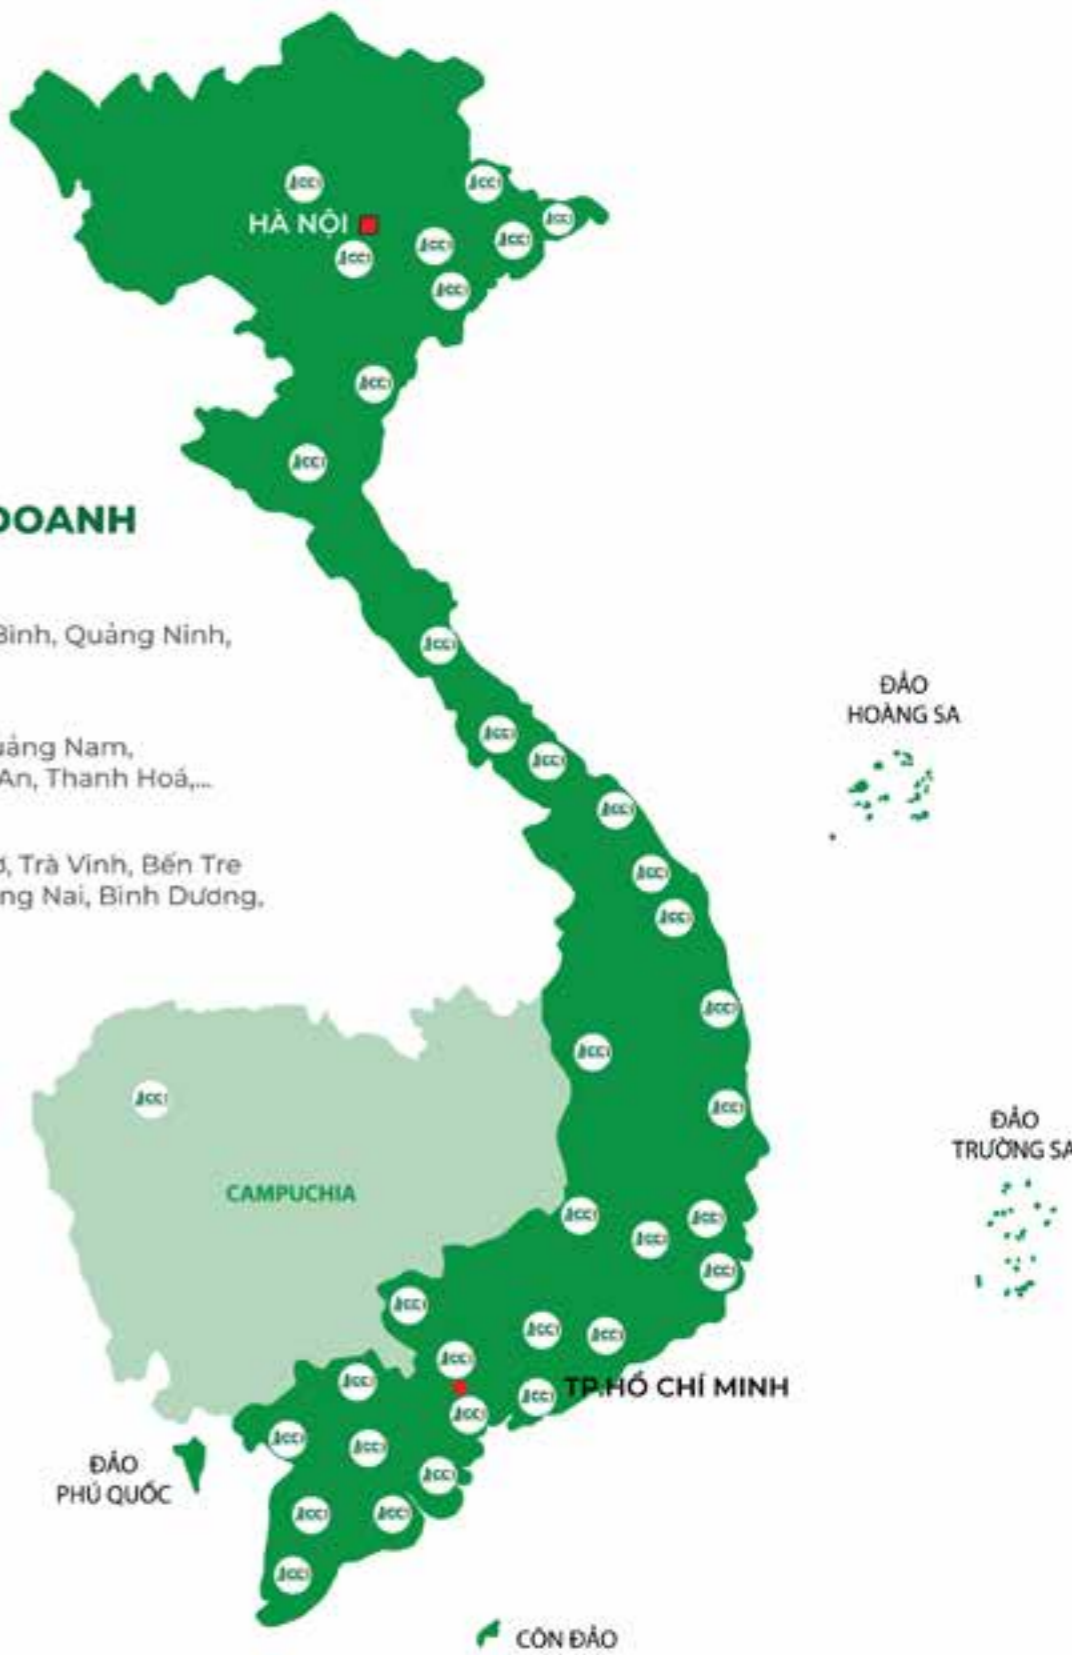 HÀ NỘI
DOANH
Bình, Quảng Ninh,
uảng Nam,
An, Thanh Hoá,...
ơ, Trà Vinh, Bến Tre
ng Nai, Bình Dương,
ĐẢO
HOÀNG SA
CAMPUCHIA
ĐẢO
TRƯỜNG SA
TP.HỒ CHÍ MINH
ĐẢO
PHÚ QUỐC
CÔN ĐẢO